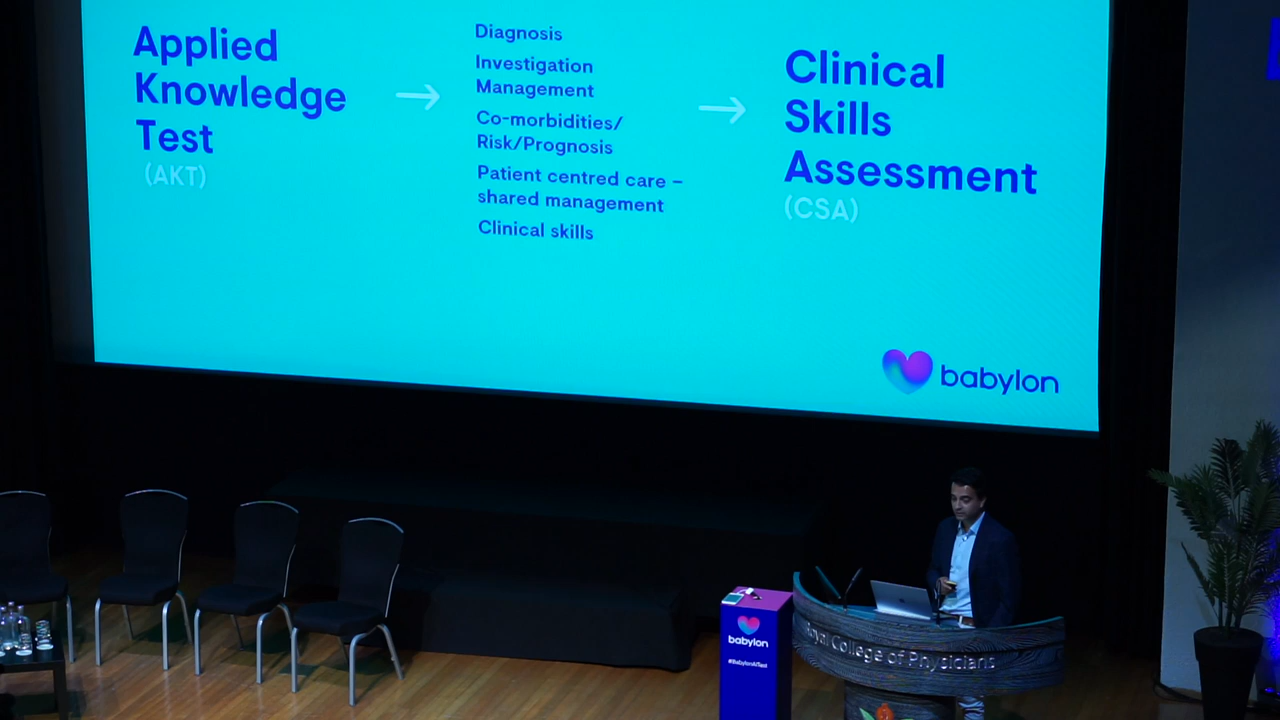 Applied
Knowledge
Test
(AKT)
Diagnosis
Investigation
Management
Co-morbidities/
Risk/Prognosis
Patient centred care –
shared management
Clinical skills
Clinical
Skills
Assessment
(CSA)
babylon
babylon
#BabylonAITest
Royal College of Physicians